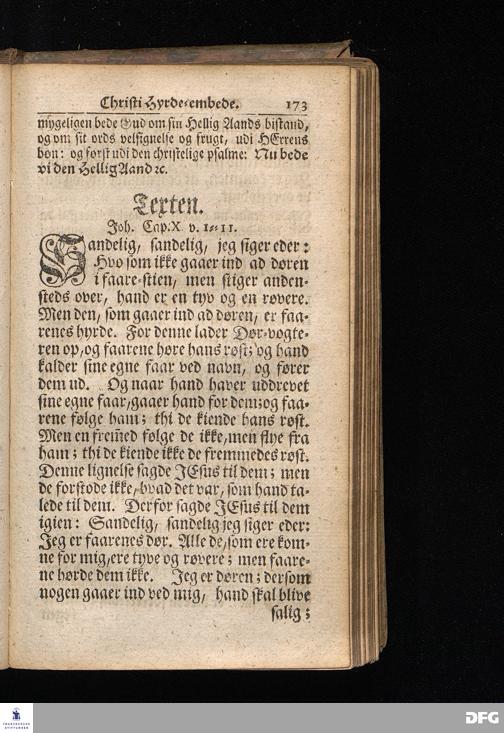 Christi Hyrde-embede. 173
mygeligen bede Gud om sin Hellig Aands bistand,
og om sit ords velsignelse og frugt, udi HErrens
bøn: og først udi den christelige psalme: Nu bede
vi den Hellig Aand ꝛc.
Texten.
Joh. Cap. X v. 1-11.
Sandelig, sandelig, jeg siger eder:
Hvo som ikke gaaer ind ad døren
i faare-stien, men stiger anden-
steds over, hand er en tyv og en røvere.
Men den, som gaaer ind ad døren, er faa-
renes hyrde. For denne lader Dør-vogte-
ren op, og faarene høre hans røst; og hand
kalder sine egne faar ved navn, og fører
dem ud. Og naar hand haver uddrevet
sine egne faar, gaaer hand for dem; og faa-
rene følge ham; thi de kiende hans røst.
Men en frem̅ed følge de ikke, men flye fra
ham; thi de kiende ikke de fremmedes røst.
Denne lignelse sagde JEsus til dem; men
de forstode ikke, hvad det var, som hand ta-
lede til dem. Derfor sagde JEsus til dem
igien: Sandelig, sandelig jeg siger eder:
Jeg er faarenes dør. Alle de, som ere kom-
ne for mig, ere tyve og røvere; men faare-
ne hørde dem ikke. Jeg er døren; dersom
nogen gaaer ind ved mig, hand skal blive
salig;
FRANCKESCHE
STIFTUNGEN
DFG